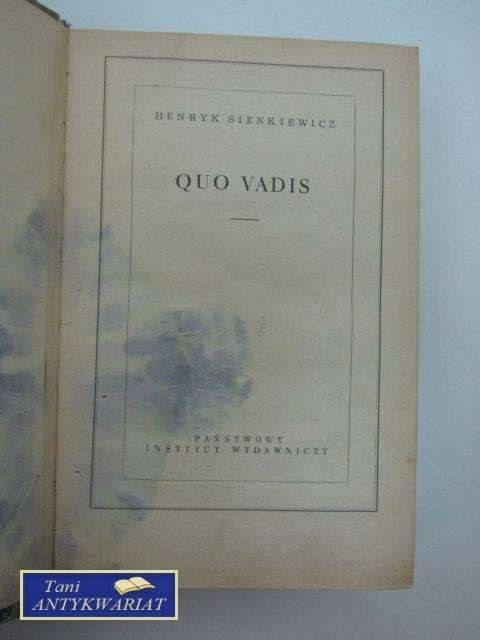 HENRYK SIENKIEWICZ
QUO VADIS
PAŃSTWOWY
INSTYTUT WYDAWNICZY
Tani
ANTYKWARIAT